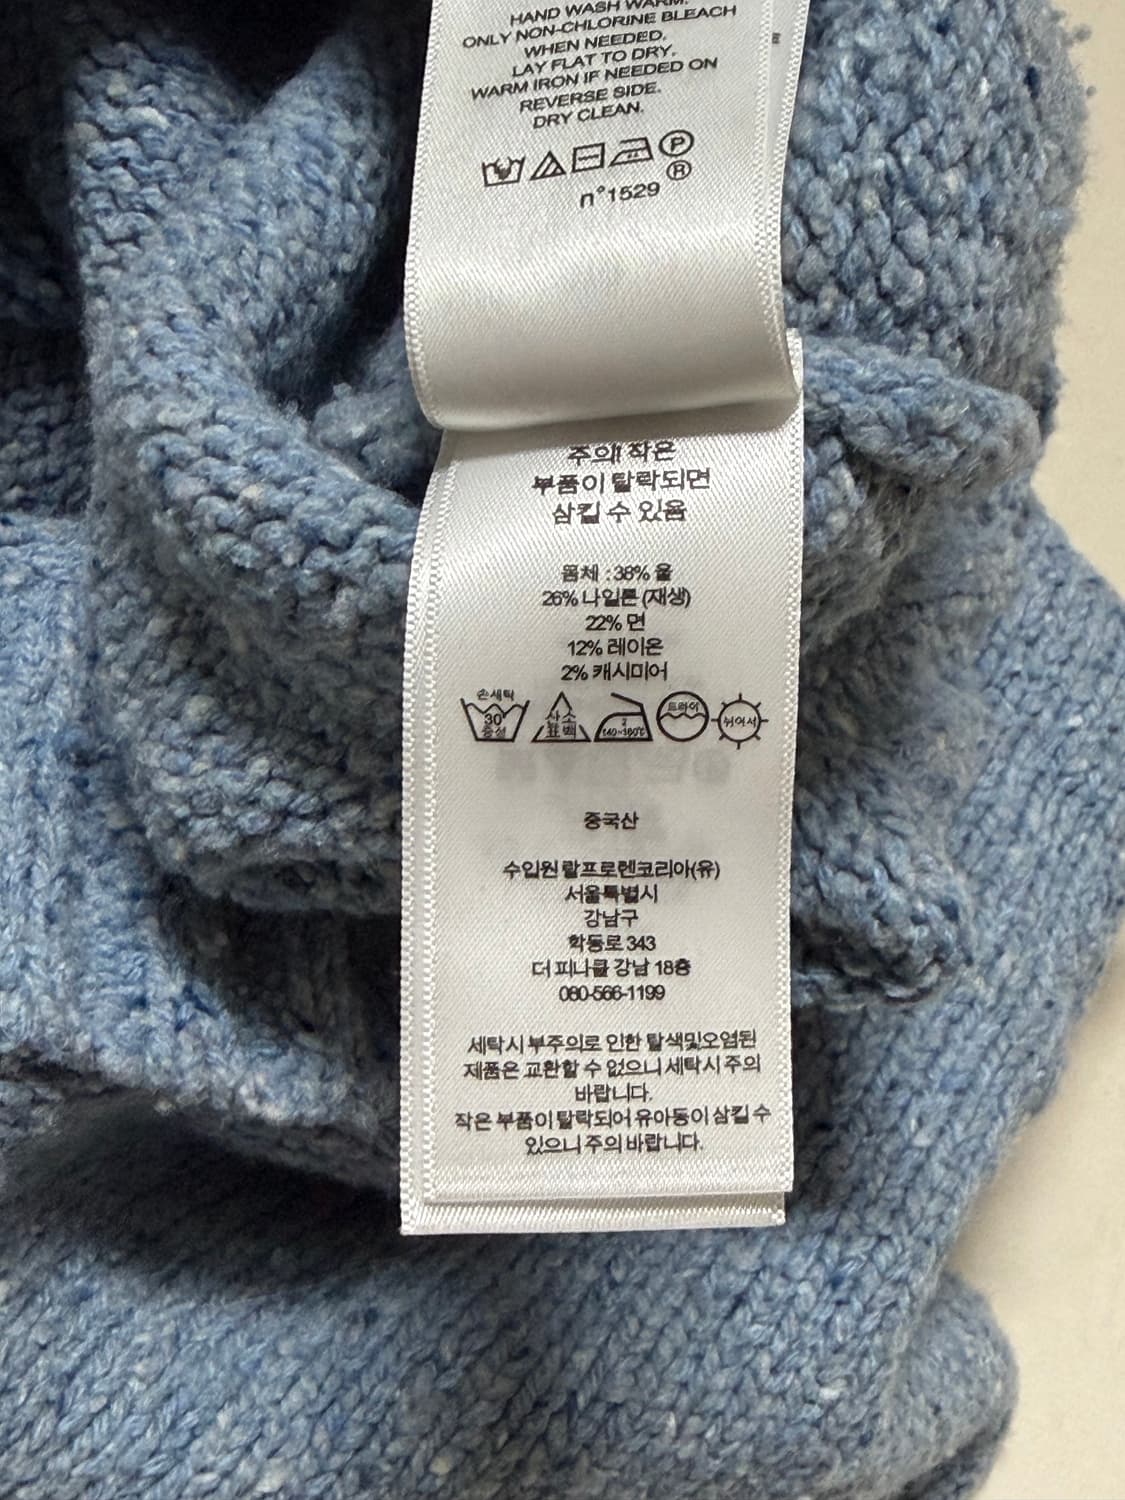 HAND WASH WARM.
ONLY NON-CHLORINE BLEACH
WHEN NEEDED.
LAY FLAT TO DRY.
WARM IRON IF NEEDED ON
REVERSE SIDE.
DRY CLEAN.
P
R
n°1529
주의! 작은
부품이 탈락되면
삼킬 수 있음
몸체 : 38% 울
26% 나일론 (재생)
22% 면
12% 레이온
2% 캐시미어
손세탁
30° 중성
산소 표백
2 140~160℃
드라이
뉘어서
중국산
수입원 랄프로렌코리아(유)
서울특별시
강남구
학동로 343
더 피나클 강남 18층
080-566-1199
세탁시 부주의로 인한 탈색및오염된
제품은 교환할 수 없으니 세탁시 주의
바랍니다.
작은 부품이 탈락되어 유아동이 삼킬 수
있으니 주의 바랍니다.